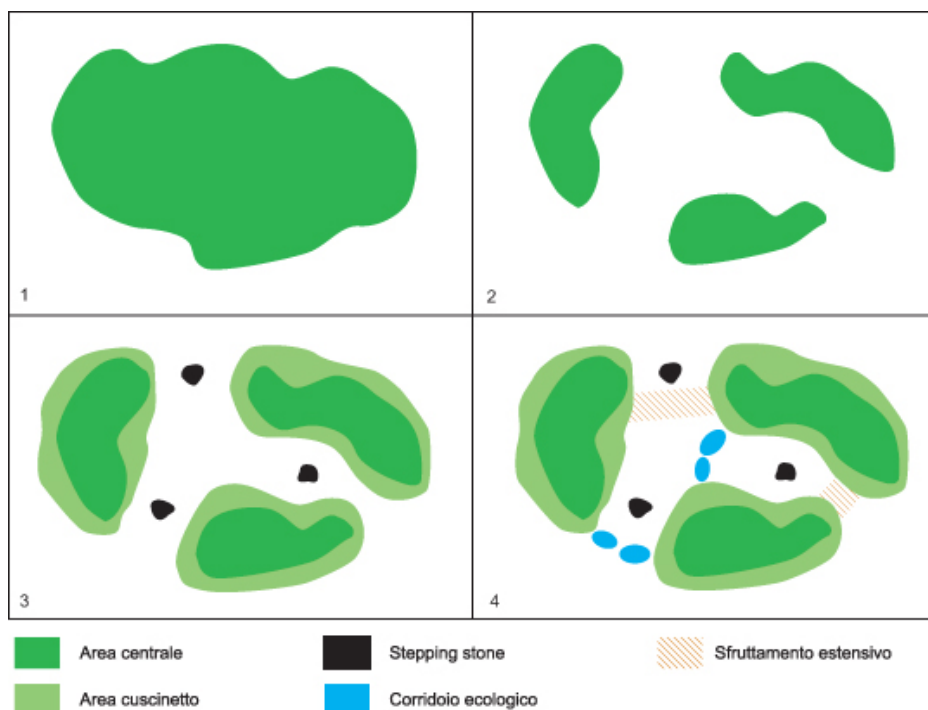 1
2
3
4
Area centrale
Stepping stone
Sfruttamento estensivo
Area cuscinetto
Corridoio ecologico